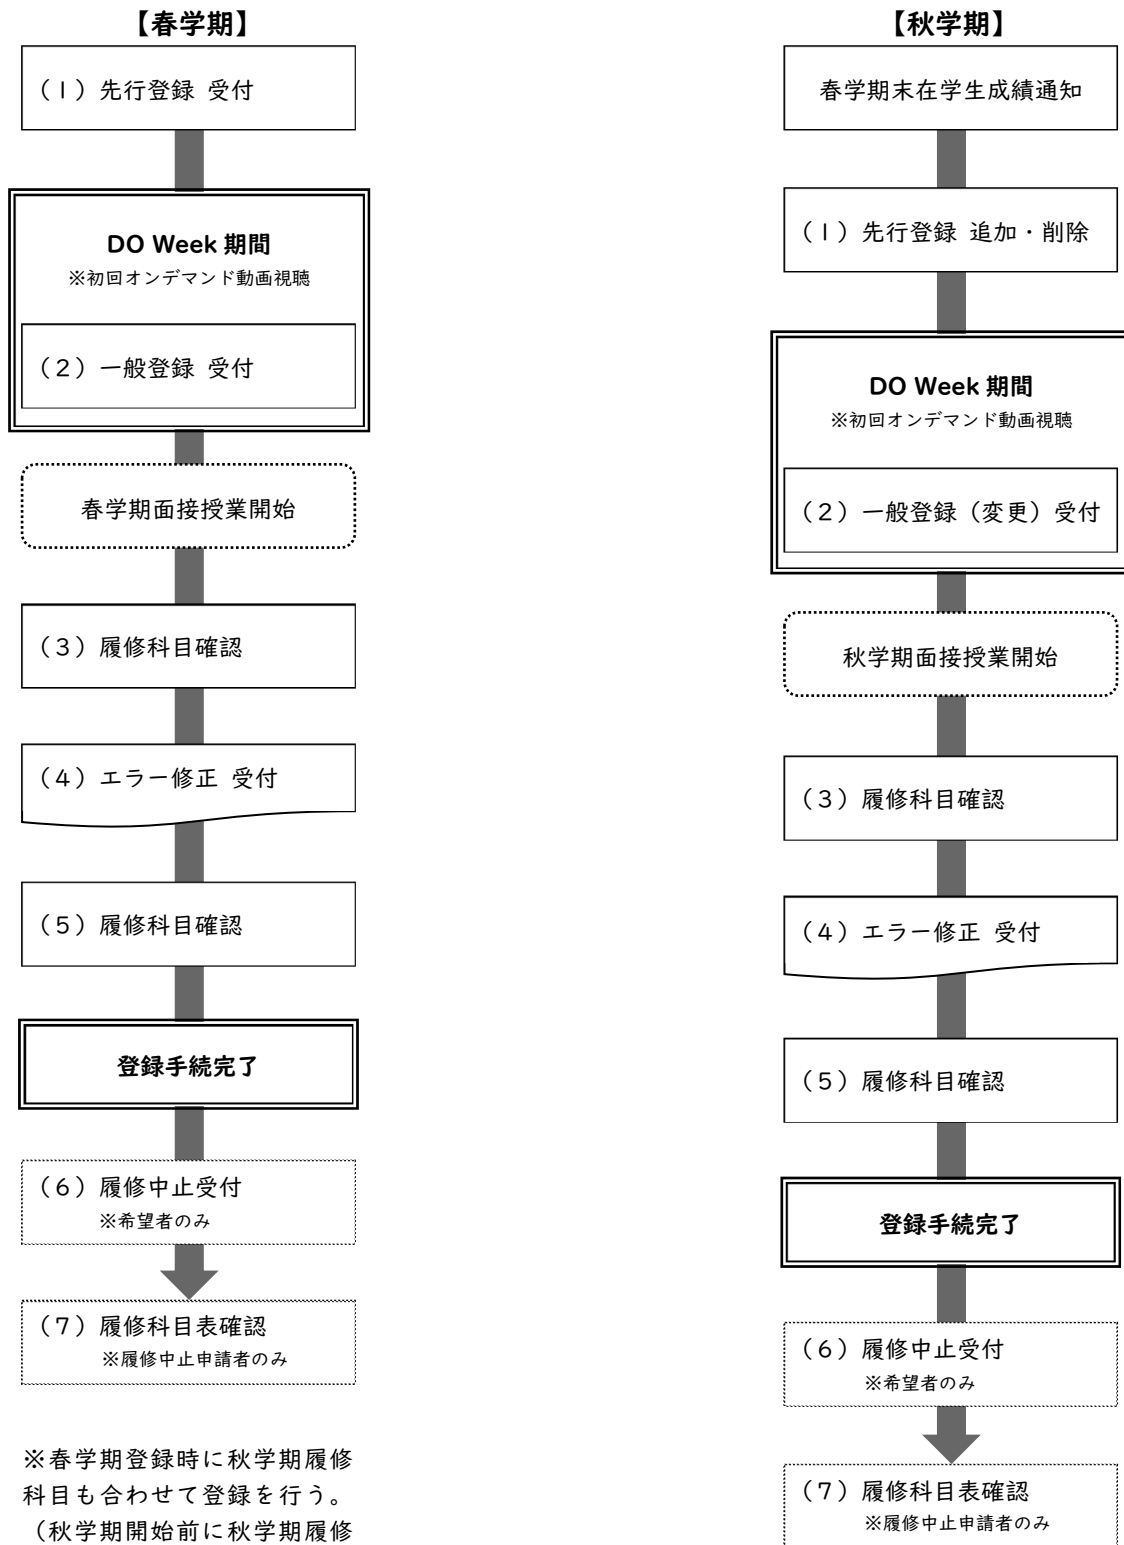 【春学期】
（１）先行登録 受付
DO Week 期間
※初回オンデマンド動画視聴
（２）一般登録 受付
春学期面接授業開始
（３）履修科目確認
（４）エラー修正 受付
（５）履修科目確認
登録手続完了
（６）履修中止受付
※希望者のみ
（７）履修科目表確認
※履修中止申請者のみ
※春学期登録時に秋学期履修
科目も合わせて登録を行う。
（秋学期開始前に秋学期履修
【秋学期】
春学期末在学生成績通知
（１）先行登録 追加・削除
DO Week 期間
※初回オンデマンド動画視聴
（２）一般登録（変更）受付
秋学期面接授業開始
（３）履修科目確認
（４）エラー修正 受付
（５）履修科目確認
登録手続完了
（６）履修中止受付
※希望者のみ
（７）履修科目表確認
※履修中止申請者のみ